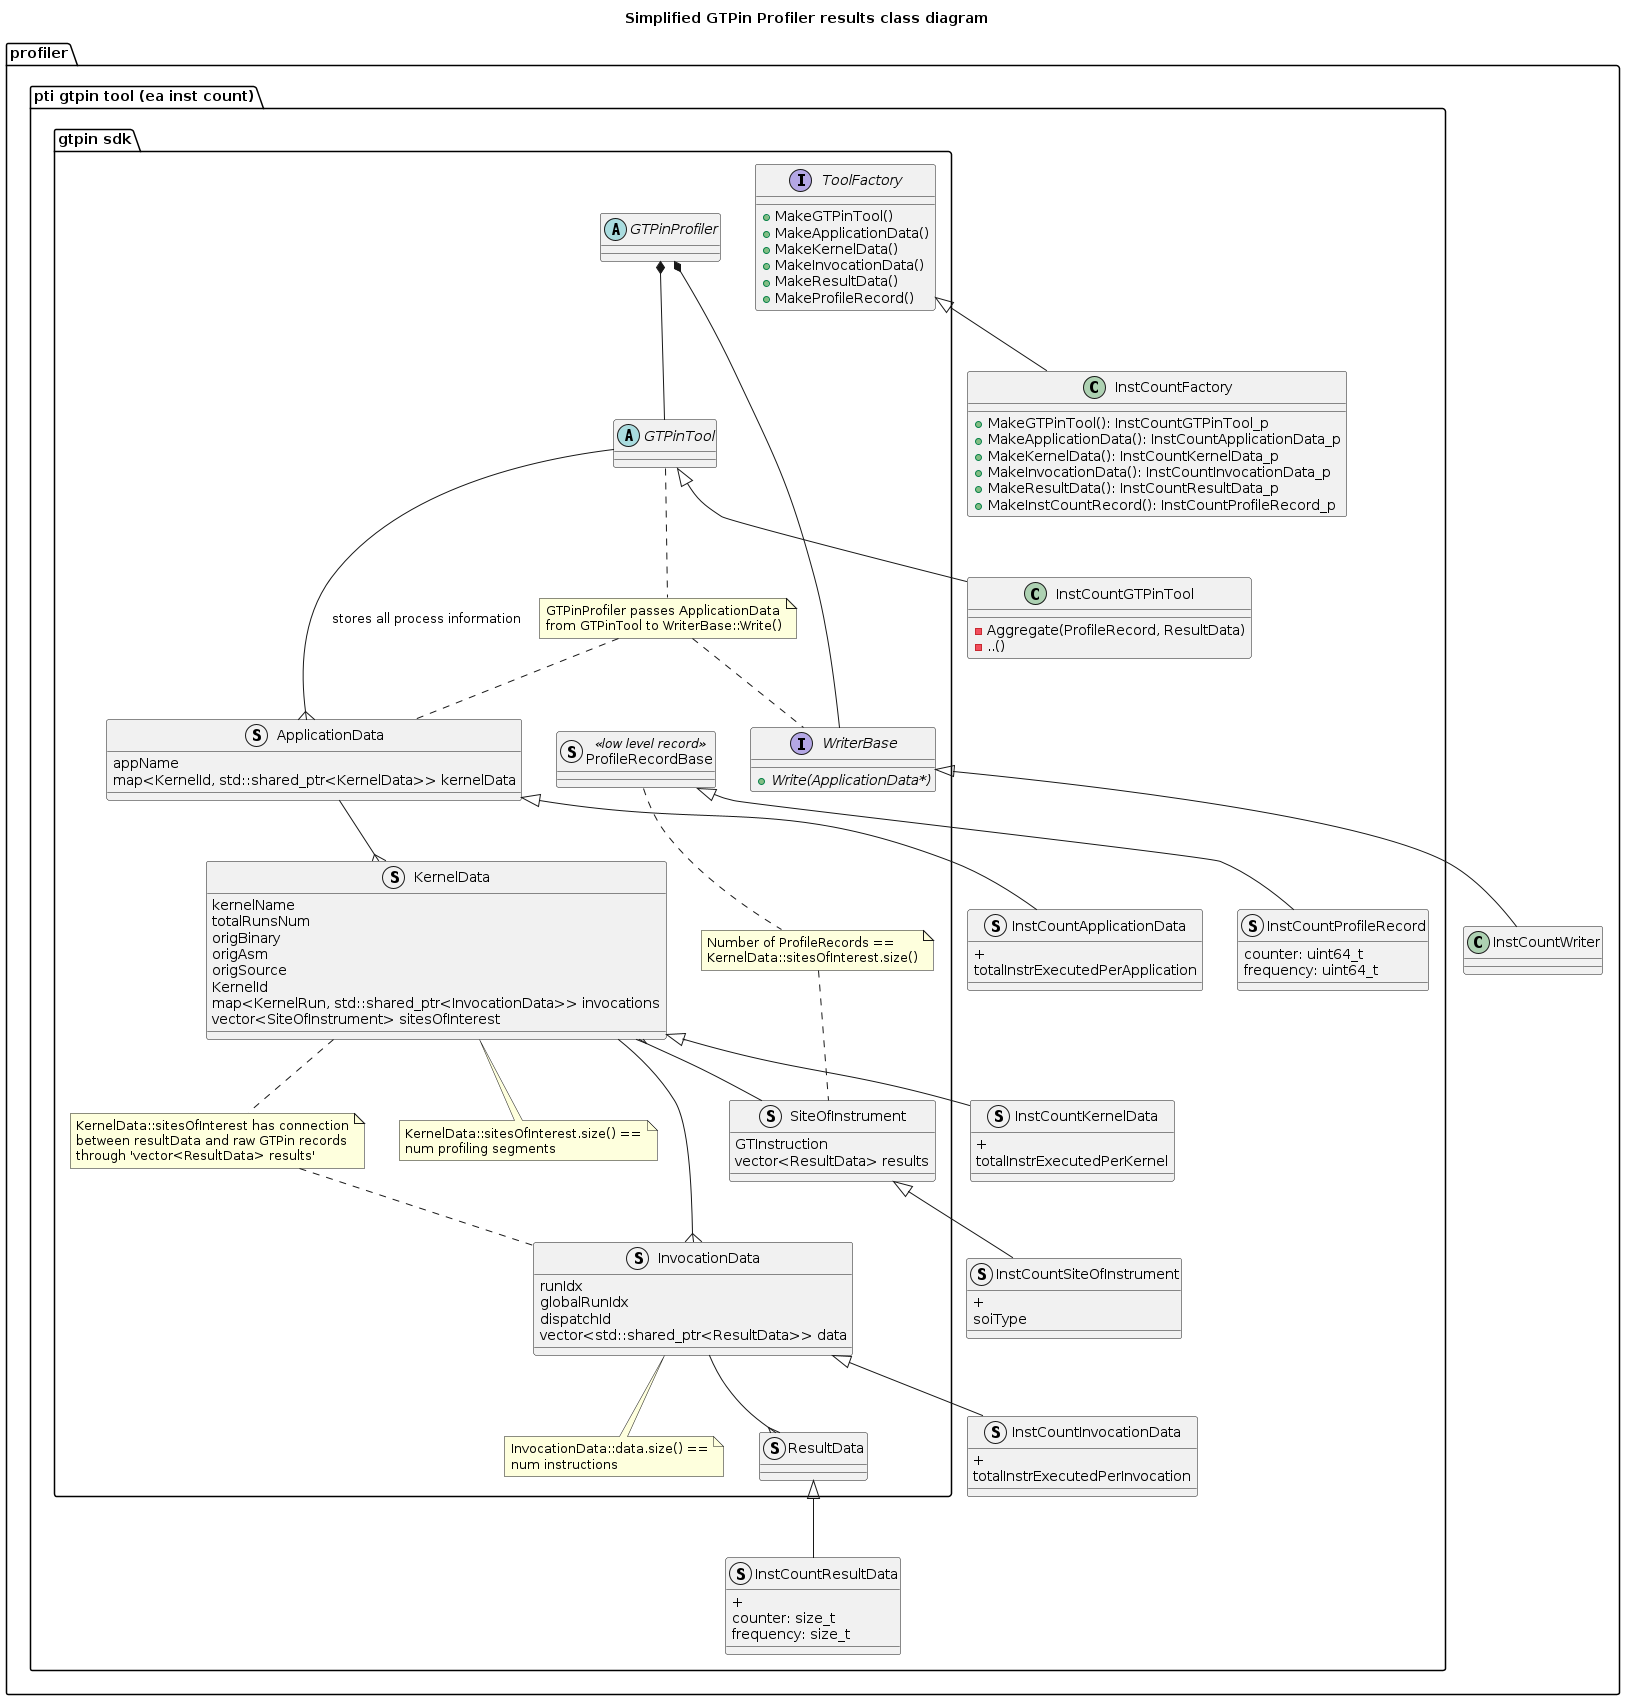 Simplified GTPin Profiler results class diagram
profiler
pti gtpin tool (ea inst count)
gtpin sdk
I ToolFactory
MakeGTPinTool()
MakeApplicationData()
MakeKernelData()
MakeInvocationData()
MakeResultData()
MakeProfileRecord()
A GTPinProfiler
C InstCountFactory
MakeGTPinTool(): InstCountGTPinTool_p
MakeApplicationData(): InstCountApplicationData_p
MakeKernelData(): InstCountKernelData_p
MakeInvocationData(): InstCountInvocationData_p
MakeResultData(): InstCountResultData_p
MakeInstCountRecord(): InstCountProfileRecord_p
A GTPinTool
C InstCountGTPinTool
Aggregate(ProfileRecord, ResultData)
..()
stores all process information
GTPinProfiler passes ApplicationData
from GTPinTool to WriterBase::Write()
S ApplicationData
appName
map<KernelId, std::shared_ptr<KernelData>> kernelData
S «low level record»
ProfileRecordBase
I WriterBase
Write(ApplicationData*)
S KernelData
kernelName
totalRunsNum
origBinary
origAsm
origSource
KernelId
map<KernelRun, std::shared_ptr<InvocationData>> invocations
vector<SiteOfInstrument> sitesOfInterest
Number of ProfileRecords ==
KernelData::sitesOfInterest.size()
S InstCountApplicationData
+
totalInstrExecutedPerApplication
S InstCountProfileRecord
counter: uint64_t
frequency: uint64_t
C InstCountWriter
KernelData::sitesOfInterest has connection
between resultData and raw GTPin records
through 'vector<ResultData> results'
KernelData::sitesOfInterest.size() ==
num profiling segments
S SiteOfInstrument
GTInstruction
vector<ResultData> results
S InstCountKernelData
+
totalInstrExecutedPerKernel
S InvocationData
runIdx
globalRunIdx
dispatchId
vector<std::shared_ptr<ResultData>> data
S InstCountSiteOfInstrument
+
soiType
InvocationData::data.size() ==
num instructions
S ResultData
S InstCountInvocationData
+
totalInstrExecutedPerInvocation
S InstCountResultData
+
counter: size_t
frequency: size_t